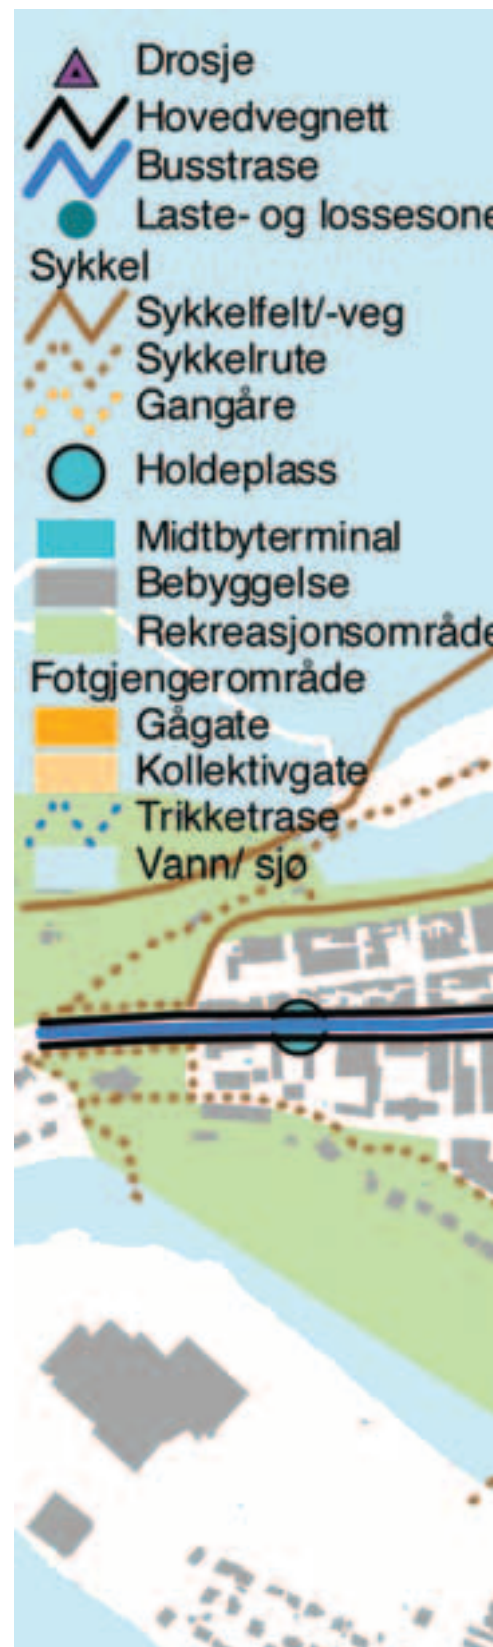 Drosje
Hovedvegnett
Busstrase
Laste- og lossesone
Sykkel
Sykkelfelt/-veg
Sykkelrute
Gangåre
Holdeplass
Midtbyterminal
Bebyggelse
Rekreasjonsområde
Fotgjengerområde
Gågate
Kollektivgate
Trikketrase
Vann/ sjø